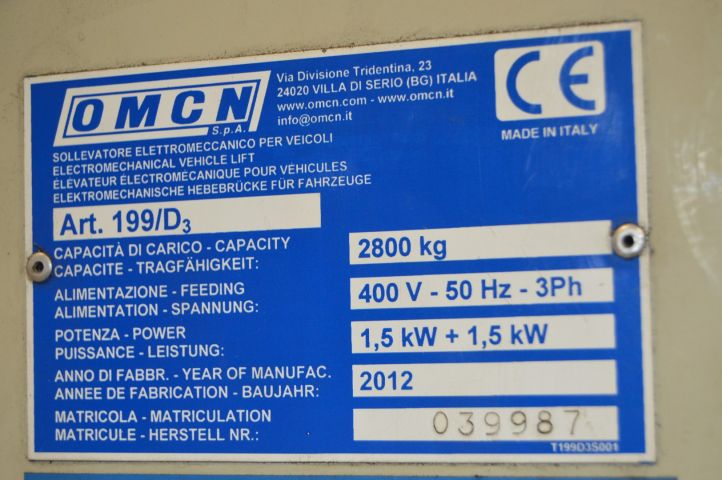 OMCN
S.p.A.
Via Divisione Tridentina, 23
24020 VILLA DI SERIO (BG) ITALIA
www.omcn.com - www.omcn.it
info@omcn.it
CE
MADE IN ITALY
SOLLEVATORE ELETTROMECCANICO PER VEICOLI
ELECTROMECHANICAL VEHICLE LIFT
ÉLÉVATEUR ÉLECTROMÉCANIQUE POUR VÉHICULES
ELEKTROMECHANISCHE HEBEBRÜCKE FÜR FAHRZEUGE
Art. 199/D3
CAPACITÀ DI CARICO - CAPACITY
CAPACITE - TRAGFÄHIGKEIT:
2800 kg
ALIMENTAZIONE - FEEDING
ALIMENTATION - SPANNUNG:
400 V - 50 Hz - 3Ph
POTENZA - POWER
PUISSANCE - LEISTUNG:
1,5 kW + 1,5 kW
ANNO DI FABBR. - YEAR OF MANUFAC.
ANNEE DE FABRICATION - BAUJAHR:
2012
MATRICOLA - MATRICULATION
MATRICULE - HERSTELL NR.:
039987
T199D3S001